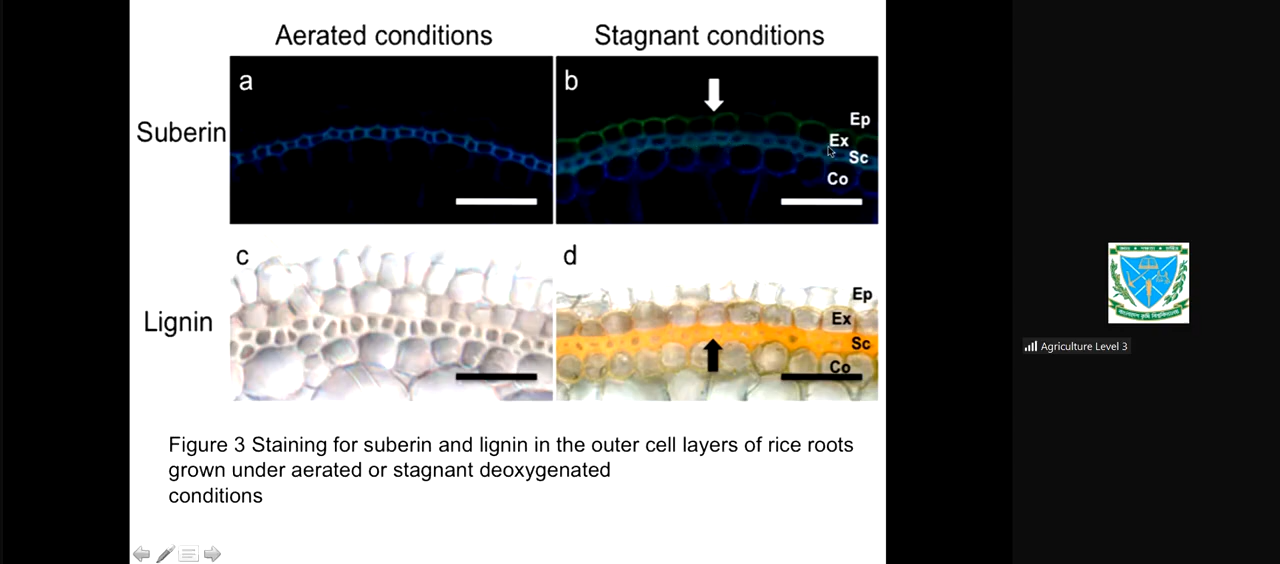 Aerated conditions
Stagnant conditions
Suberin
a
b
Ep
Ex
Sc
Co
Lignin
c
d
Ep
Ex
Sc
Co
Figure 3 Staining for suberin and lignin in the outer cell layers of rice roots
grown under aerated or stagnant deoxygenated
conditions
Agriculture Level 3